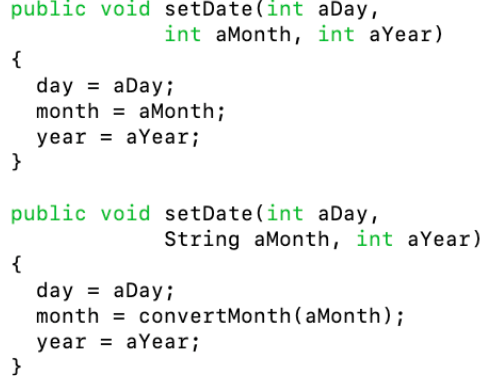 public void setDate(int aDay,
int aMonth, int aYear)
{
day = aDay;
month = aMonth;
year = aYear;
}
public void setDate(int aDay,
String aMonth, int aYear)
{
day = aDay;
month = convertMonth(aMonth);
year = aYear;
}